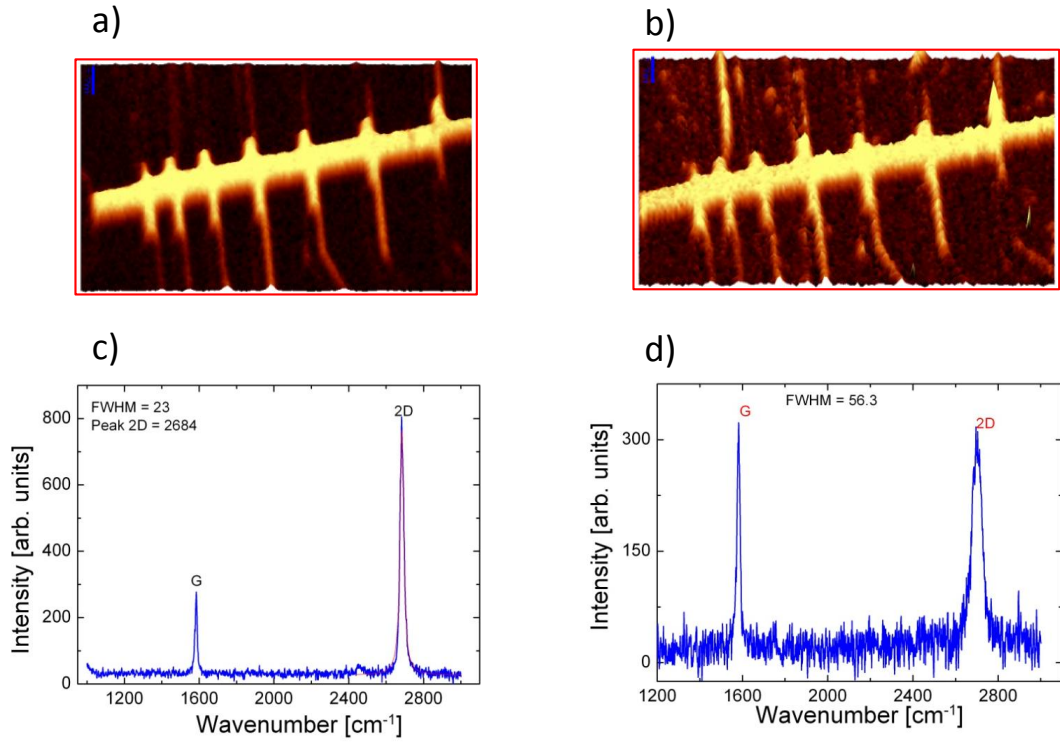 a)
b)
c)
FWHM = 23
Peak 2D = 2684
G
2D
800
600
400
200
0
Intensity [arb. units]
1200 1600 2000 2400 2800
Wavenumber [cm⁻¹]
d)
FWHM = 56.3
G
2D
300
150
0
Intensity [arb. units]
1200 1600 2000 2400 2800
Wavenumber [cm⁻¹]